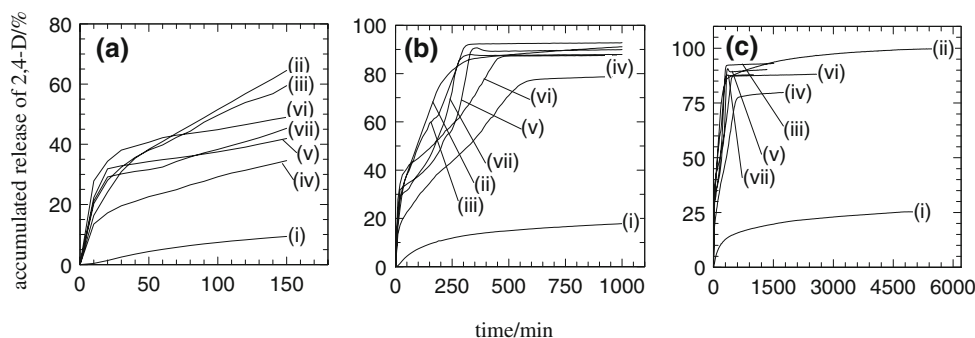 accumulated release of 2,4-D/%
80
60
40
20
0
(a)
(ii)
(iii)
(vi)
(vii)
(v)
(iv)
(i)
0 50 100 150
100
80
60
40
20
0
(b)
(iv)
(vi)
(v)
(vii)
(ii)
(iii)
(i)
0 250 500 750 1000
100
75
50
25
0
(c)
(ii)
(vi)
(iv)
(iii)
(v)
(vii)
(i)
0 1500 3000 4500 6000
time/min